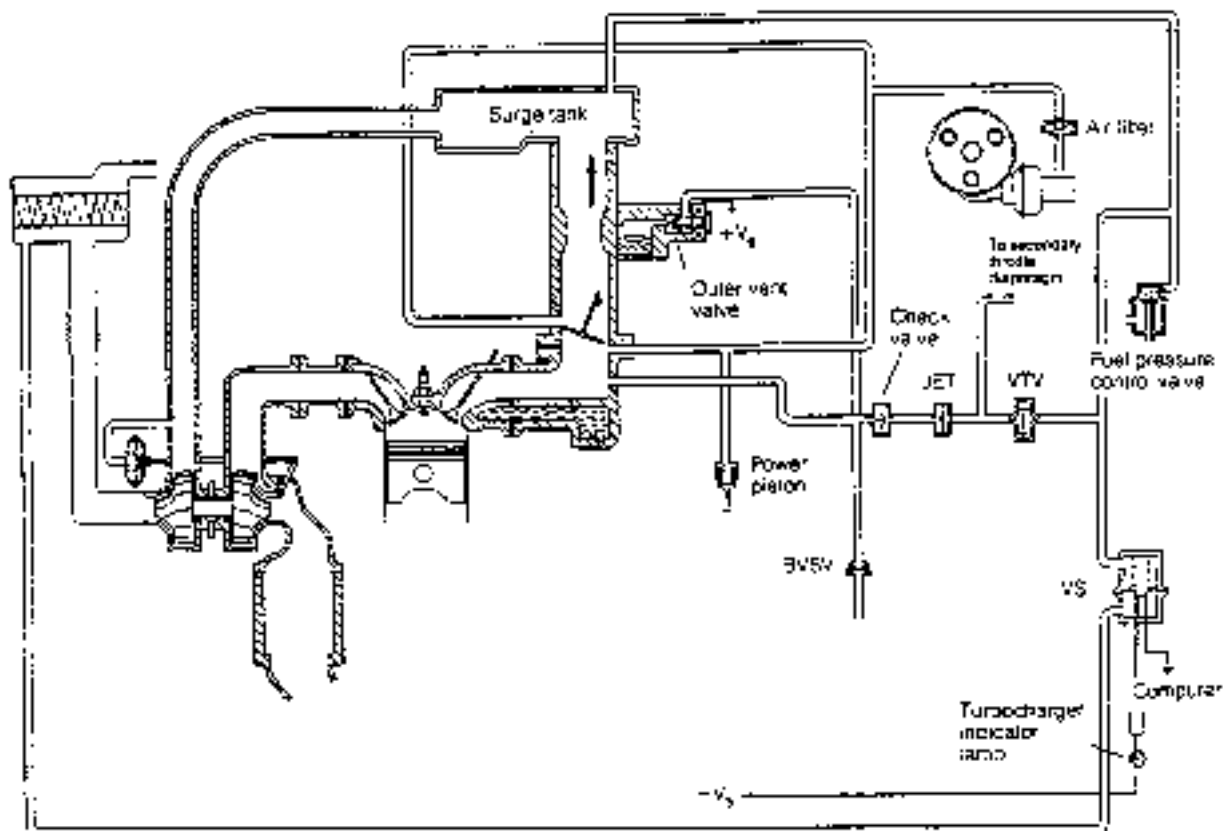 Surge tank
Air filter
+V
Outer vent
valve
To secondary
throttle
diaphragm
Check
valve
JET
VTV
Fuel pressure
control valve
Power
piston
BVSV
VS
Computer
Turbocharger
indicator
lamp